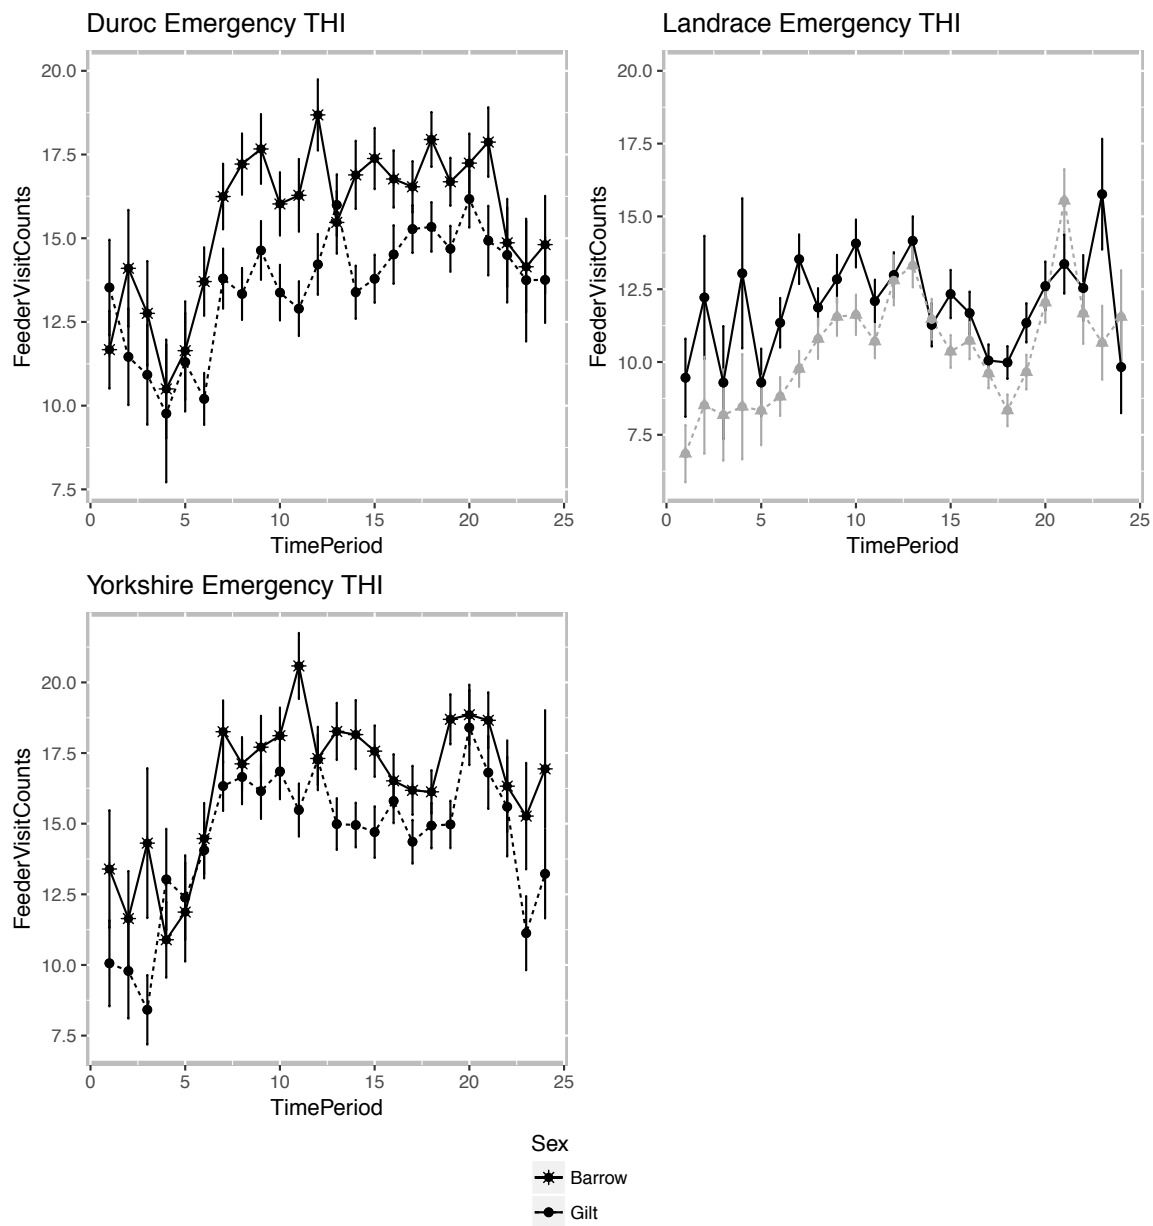 Duroc Emergency THI
20.0
17.5
15.0
12.5
10.0
7.5
FeederVisitCounts
0 5 10 15 20 25
TimePeriod
Landrace Emergency THI
20.0
17.5
15.0
12.5
10.0
7.5
FeederVisitCounts
0 5 10 15 20 25
TimePeriod
Yorkshire Emergency THI
20.0
17.5
15.0
12.5
10.0
7.5
FeederVisitCounts
0 5 10 15 20 25
TimePeriod
Sex
Barrow
Gilt